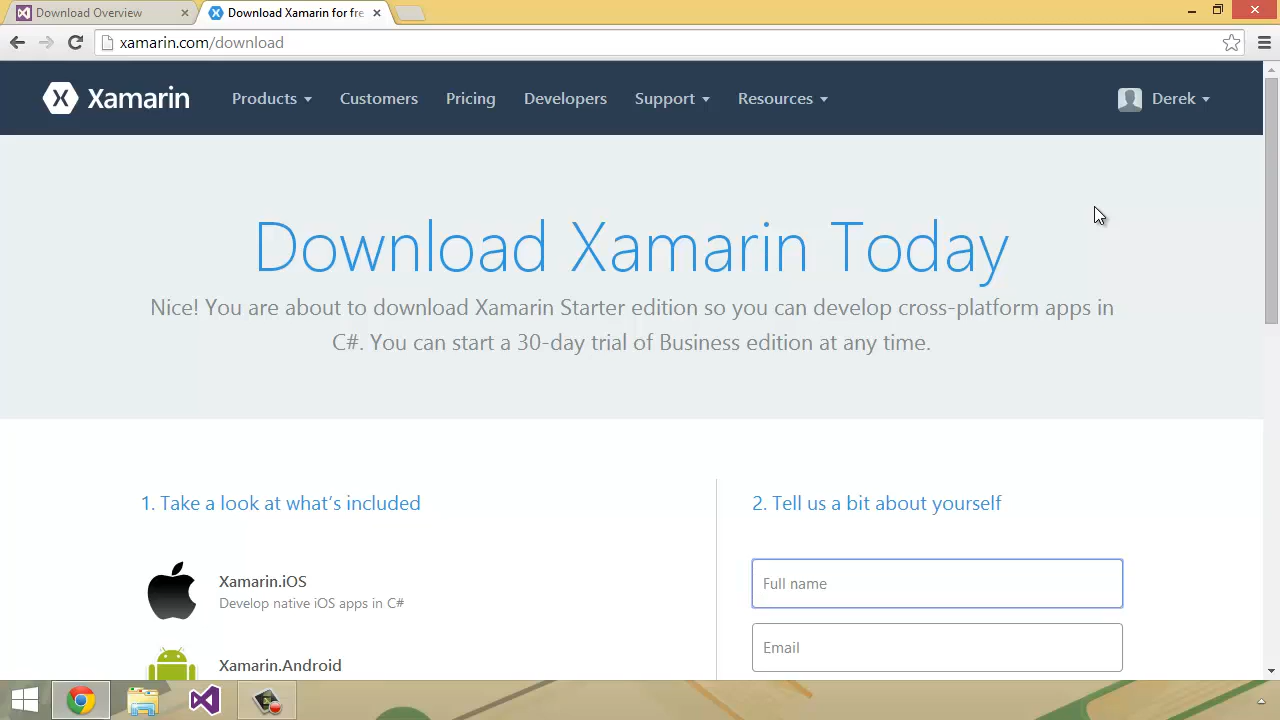 Download Overview
Download Xamarin for fre
xamarin.com/download
Xamarin
Products
Customers
Pricing
Developers
Support
Resources
Derek
Download Xamarin Today
Nice! You are about to download Xamarin Starter edition so you can develop cross-platform apps in
C#. You can start a 30-day trial of Business edition at any time.
1. Take a look at what's included
Xamarin.iOS
Develop native iOS apps in C#
Xamarin.Android
2. Tell us a bit about yourself
Full name
Email